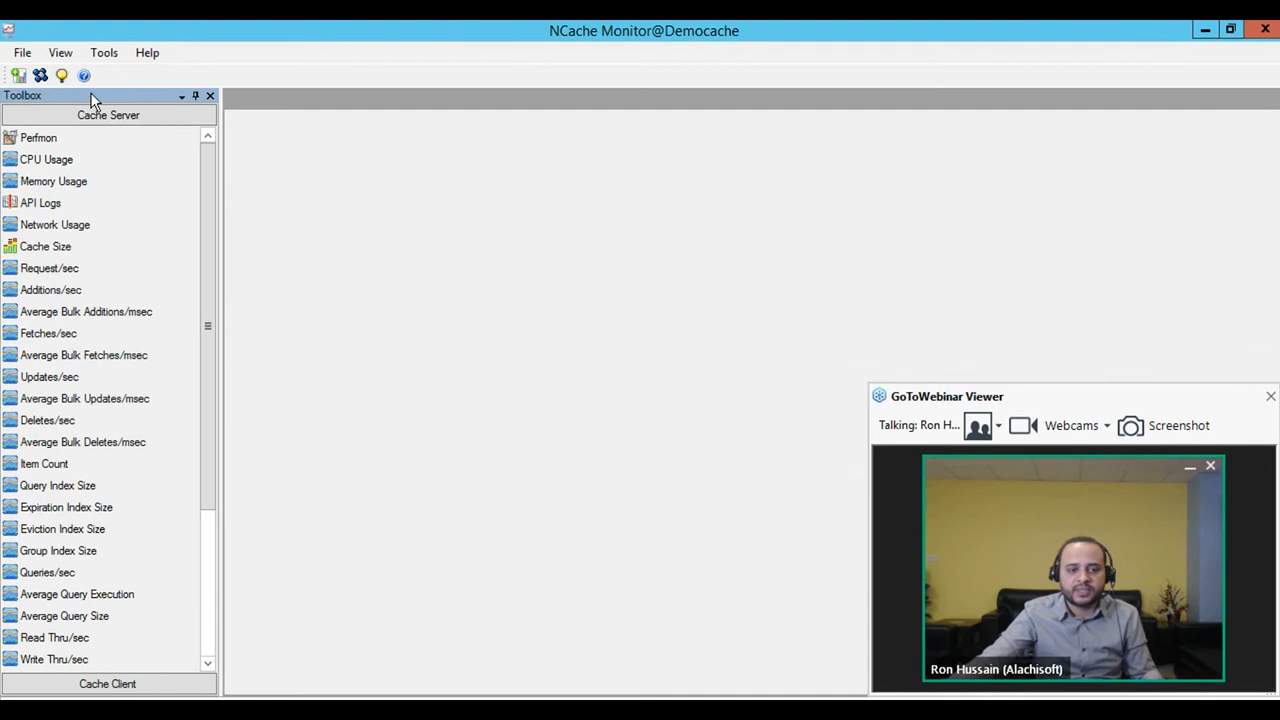 NCache Monitor@Democache
File View Tools Help
Toolbox
Cache Server
Perfmon
CPU Usage
Memory Usage
API Logs
Network Usage
Cache Size
Request/sec
Additions/sec
Average Bulk Additions/msec
Fetches/sec
Average Bulk Fetches/msec
Updates/sec
Average Bulk Updates/msec
Deletes/sec
Average Bulk Deletes/msec
Item Count
Query Index Size
Expiration Index Size
Eviction Index Size
Group Index Size
Queries/sec
Average Query Execution
Average Query Size
Read Thru/sec
Write Thru/sec
Cache Client
GoToWebinar Viewer
Talking: Ron H... Webcams Screenshot
Ron Hussain (Alachisoft)